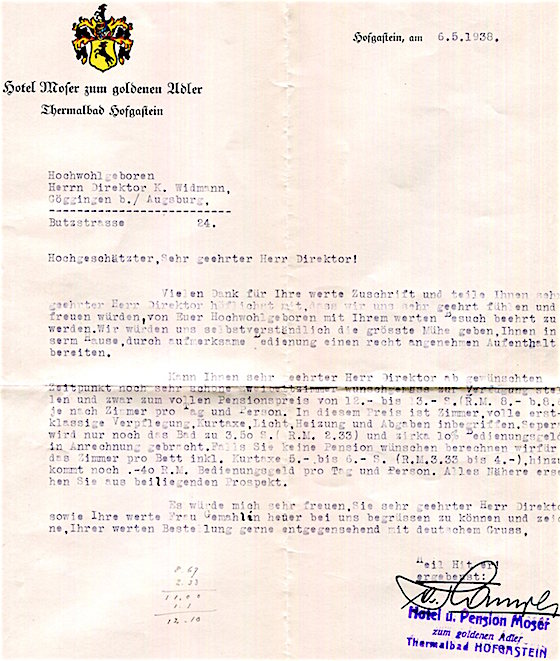 Hofgastein, am 6.5.1938.
Hotel Moser zum goldenen Adler
Thermalbad Hofgastein
Hochwohlgeboren
Herrn Direktor K. Widmann,
Göggingen b./ Augsburg,
Butzstrasse 24.
Hochgeschätzter,Sehr geehrter Herr Direktor!
Vielen Dank für Ihre werte Zuschrift und teile Ihnen sehr
geehrter Herr Direktor höflichst mit,dass wir uns sehr geehrt fühlen und
freuen würden,von Euer Hochwohlgeboren mit Ihrem werten Besuch beehrt zu
werden.Wir würden uns selbstverständlich die grösste Mühe geben,Ihnen in
serm Hause,durch aufmerksame Bedienung einen recht angenehmen Aufenthalt
bereiten.
Kann Ihnen sehr geehrter Herr Direktor ab gewünschten
Zeitpunkt noch sehr schöne Zweibettzimmer zur Verfügung stel
len und zwar zum vollen Pensionspreis von 12.- bis 13.- S.(R.M. 8.- b.8.
je nach Zimmer pro Tag und Person. In diesem Preis ist Zimmer,volle erst
klassige Verpflegung,Kurtaxe,Licht,Heizung und Abgaben inbegriffen.Seper
wird nur noch das Bad zu 3.50 S.( R.M. 2.33) und zirka 10% Bedienungsgeld
in Anrechnung gebracht.Falls Sie keine Pension wünschen berechnen wirfür
das Zimmer pro Bett inkl. Kurtaxe 5.- bis 6.- S. (R.M.3.33 bis 4.-),hinzu
kommt noch .-40 R.M. Bedienungsgeld pro Tag und Person. Alles Nähere erse
hen Sie aus beiliegenden Prospekt.
Es würde mich sehr freuen,Sie sehr geehrter Herr Direkto
sowie Ihre werte Frau Gemahlin heuer bei uns begrüssen zu können und zeic
ne,Ihrer werten Bestellung gerne entgegensehend mit deutschem Gruss,
Heil Hitler!
ergebenst:
8.67
2.33
11.00
1.1
12.10
Hotel u. Pension Moser
zum goldenen Adler
Thermalbad HOFGASTEIN